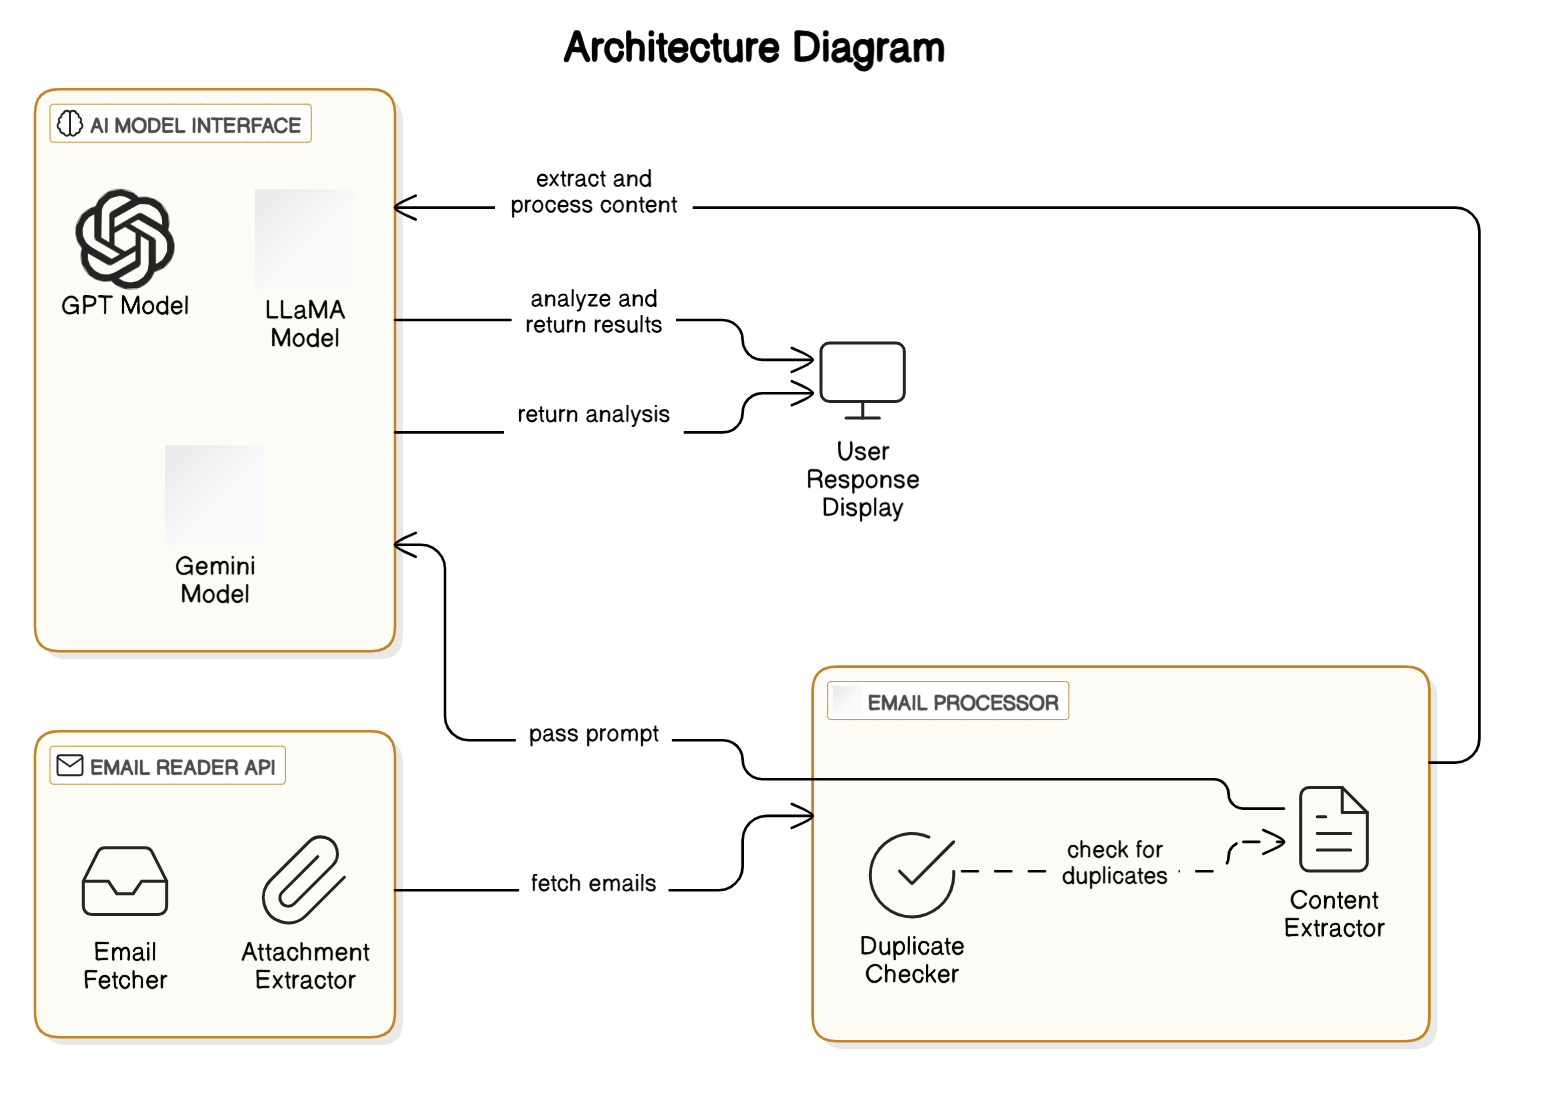 Architecture Diagram
AI MODEL INTERFACE
GPT Model
LLaMA
Model
Gemini
Model
extract and
process content
analyze and
return results
return analysis
User
Response
Display
pass prompt
fetch emails
EMAIL READER API
Email
Fetcher
Attachment
Extractor
EMAIL PROCESSOR
Duplicate
Checker
check for
duplicates
Content
Extractor